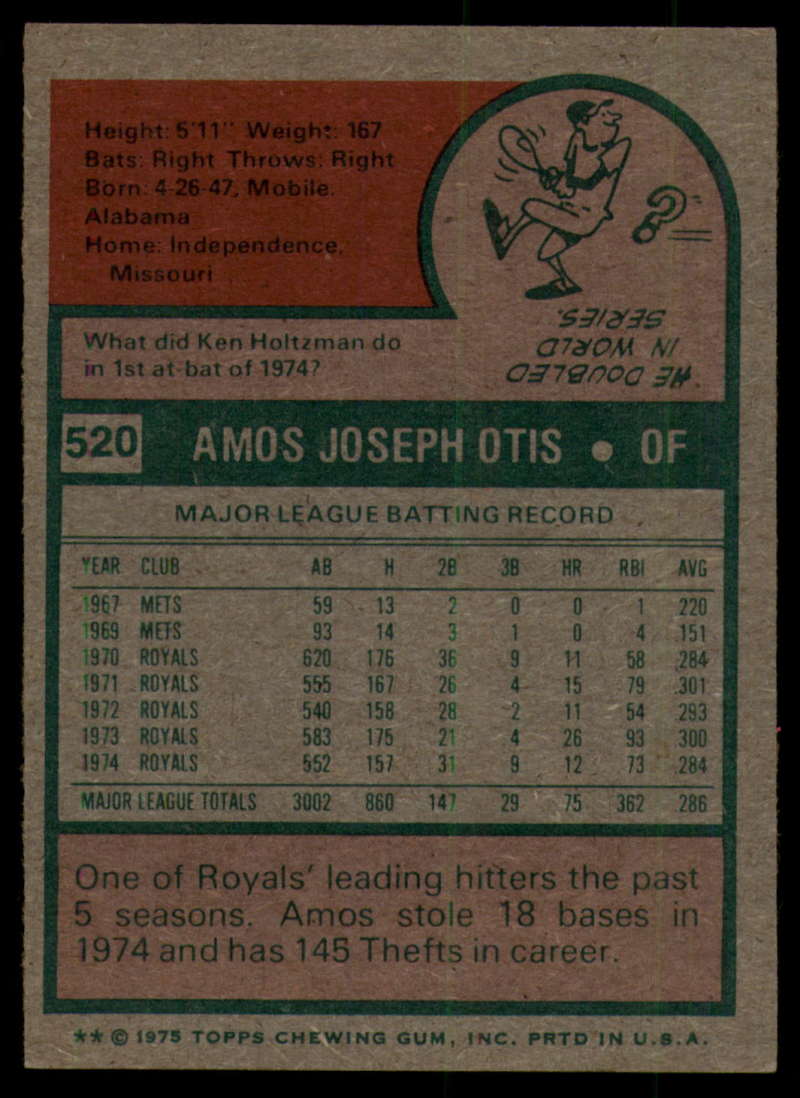 Height: 5'11" Weight: 167
Bats: Right Throws: Right
Born: 4-26-47, Mobile,
Alabama
Home: Independence,
Missouri
What did Ken Holtzman do
in 1st at-bat of 1974?
HE DOUBLED
IN WORLD
SERIES.
520 AMOS JOSEPH OTIS • OF
MAJOR LEAGUE BATTING RECORD
YEAR CLUB AB H 2B 3B HR RBI AVG
1967 METS 59 13 2 0 0 1 .220
1969 METS 93 14 3 1 0 4 .151
1970 ROYALS 620 176 36 9 11 58 .284
1971 ROYALS 555 167 26 4 15 79 .301
1972 ROYALS 540 158 28 2 11 54 .293
1973 ROYALS 583 175 21 4 26 93 .300
1974 ROYALS 552 157 31 9 12 73 .284
MAJOR LEAGUE TOTALS 3002 860 147 29 75 362 .286
One of Royals' leading hitters the past
5 seasons. Amos stole 18 bases in
1974 and has 145 Thefts in career.
** © 1975 TOPPS CHEWING GUM, INC. PRTD IN U.S.A.